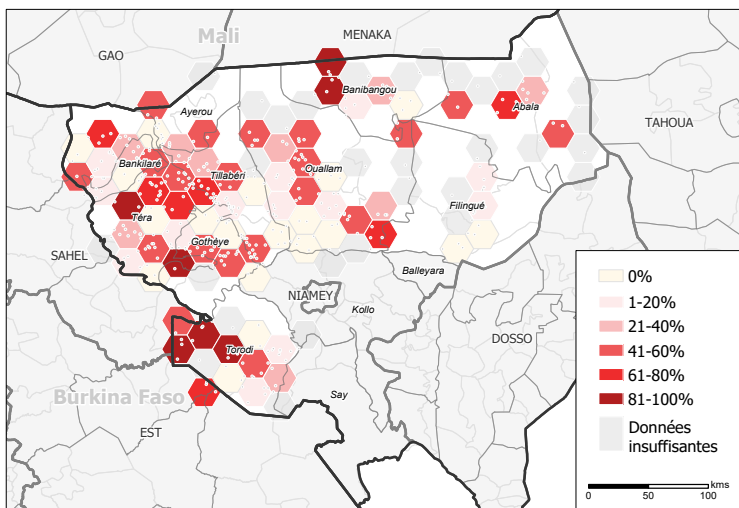 MENAKA
Mali
GAO
Banibangou
Abala
Ayerou
TAHOUA
Bankilaré
Ouallam
Tillabéri
Filingué
Téra
Gothèye
SAHEL
Balleyara
NIAMEY
Kollo
DOSSO
Torodi
Say
Burkina Faso
EST
0%
1-20%
21-40%
41-60%
61-80%
81-100%
Données
insuffisantes
kms
0 50 100